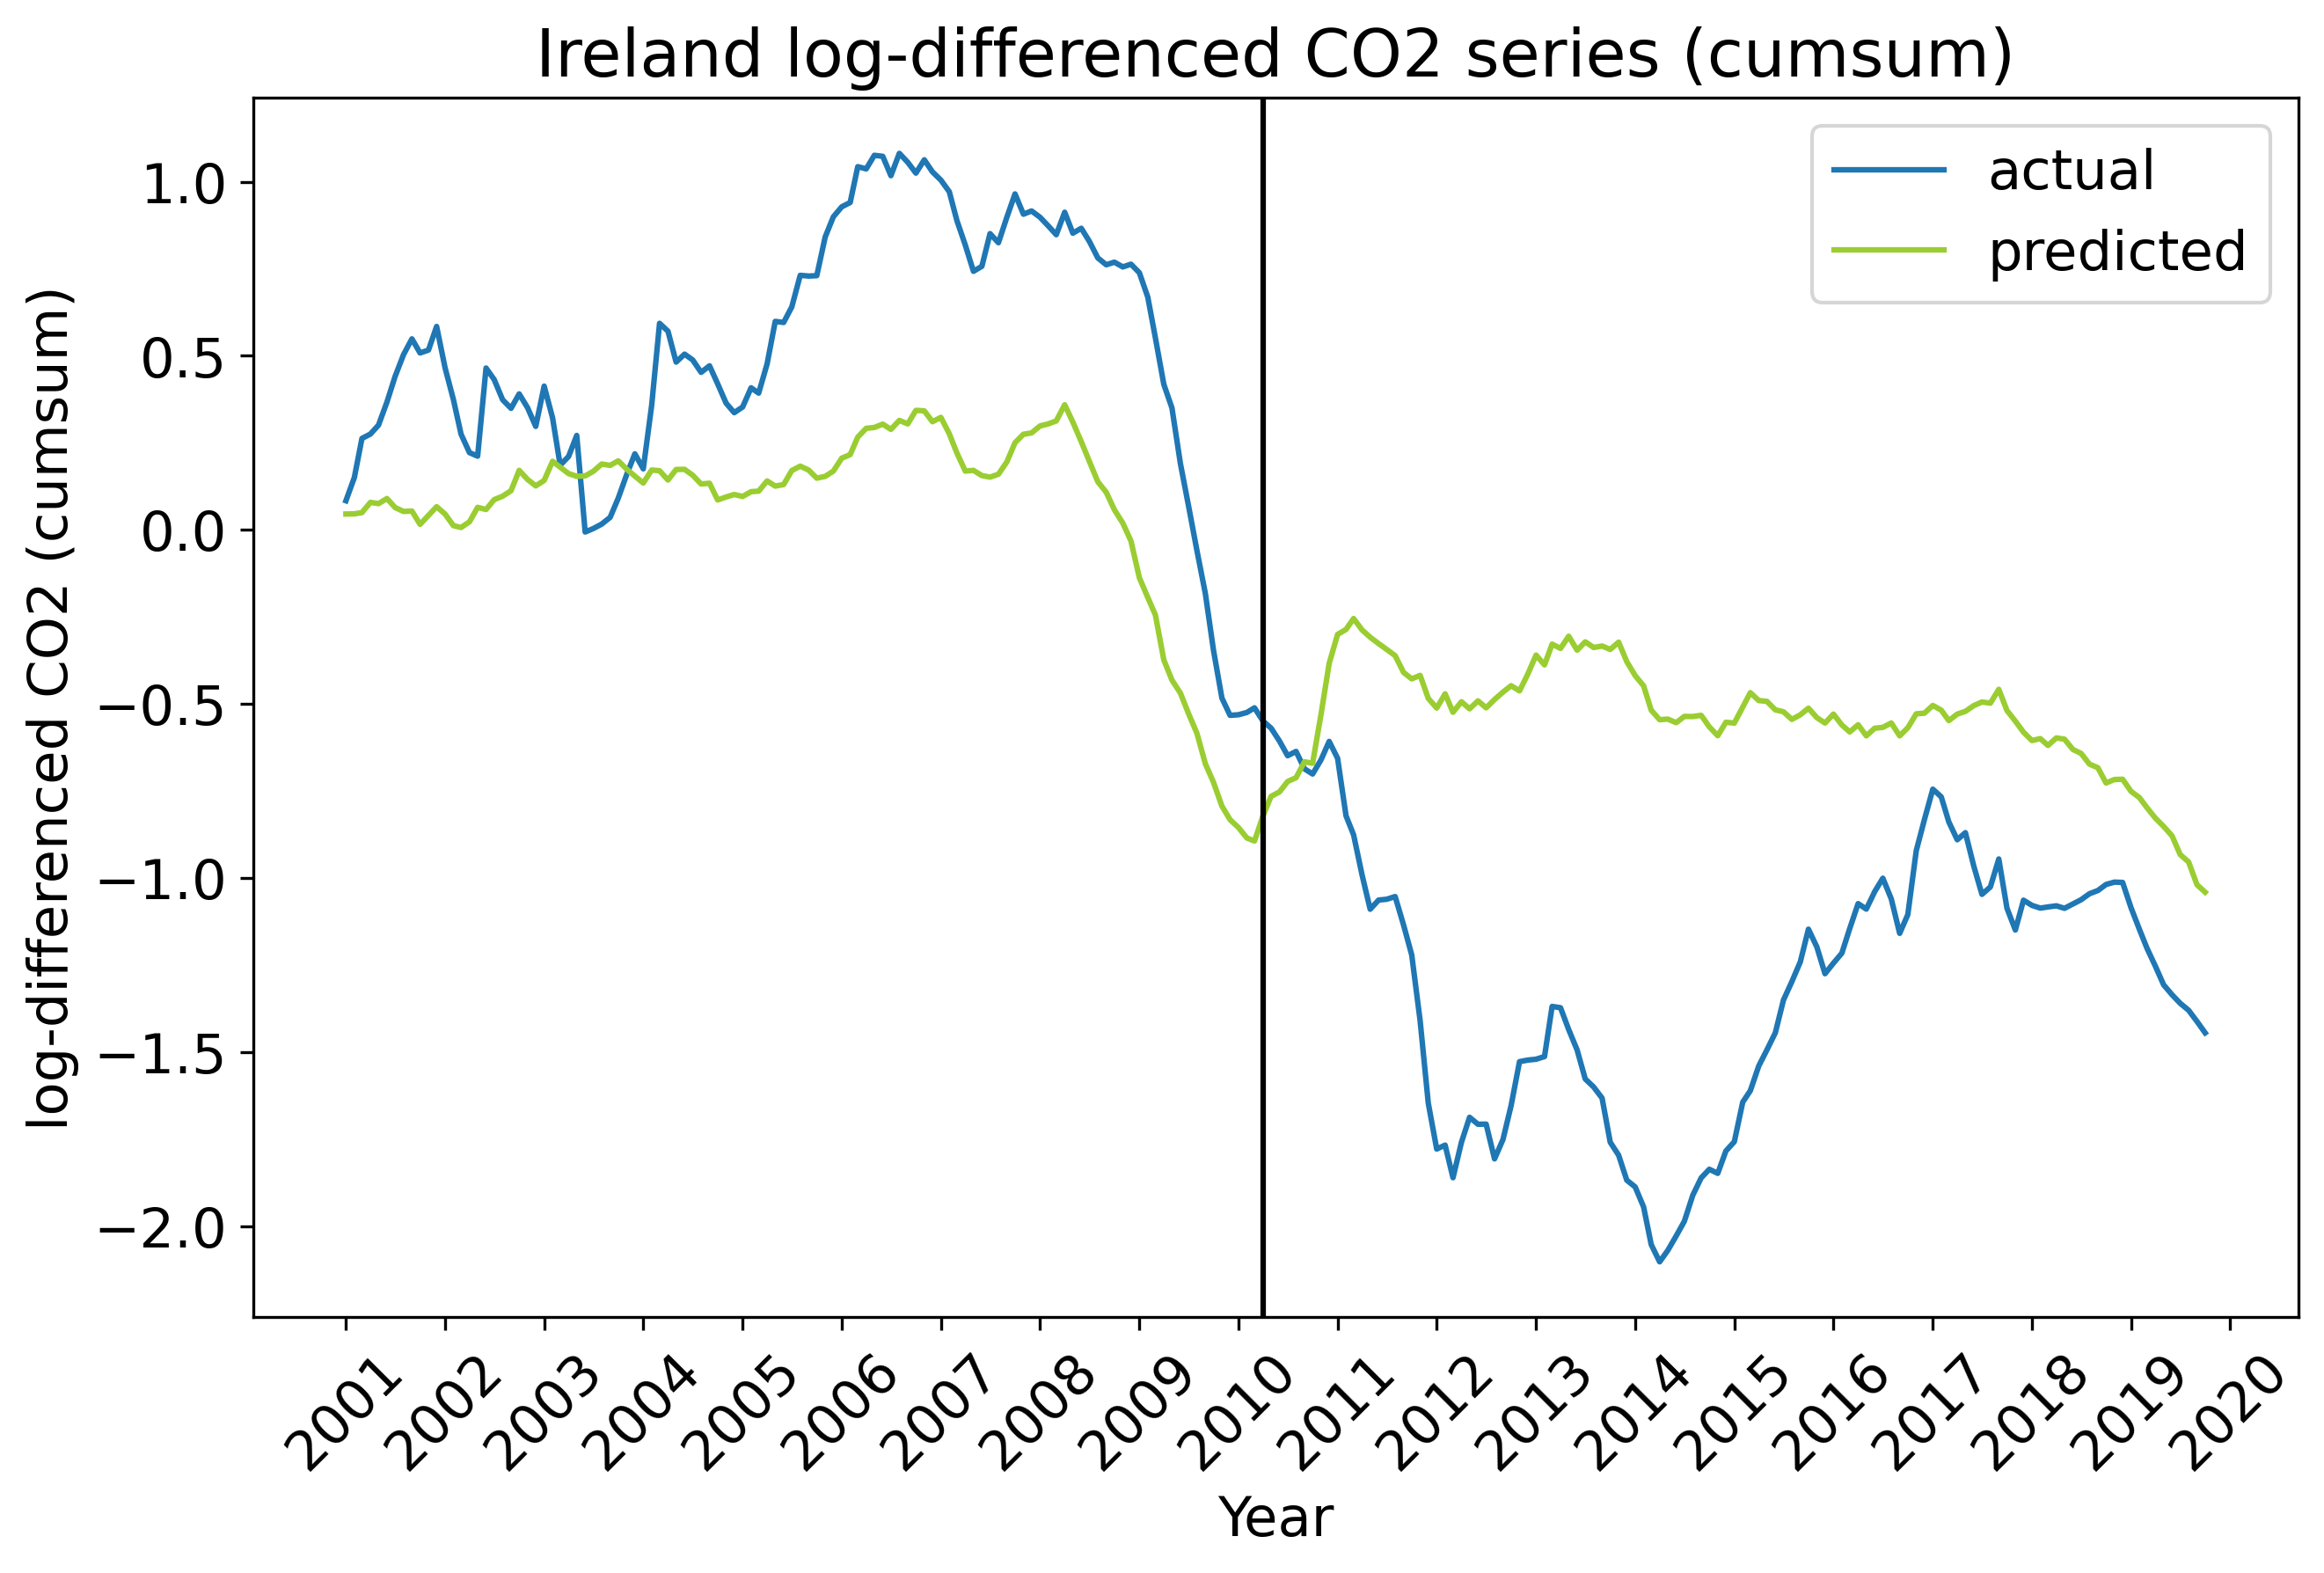 Ireland log-differenced CO2 series (cumsum)
actual
predicted
log-differenced CO2 (cumsum)
1.0
0.5
0.0
−0.5
−1.0
−1.5
−2.0
2001 2002 2003 2004 2005 2006 2007 2008 2009 2010 2011 2012 2013 2014 2015 2016 2017 2018 2019 2020
Year